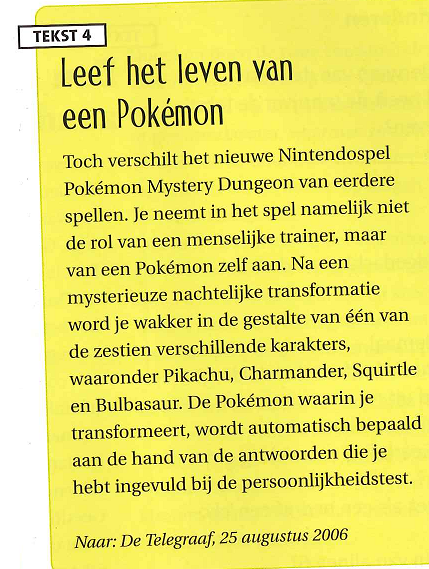 TEKST 4
Leef het leven van
een Pokémon
Toch verschilt het nieuwe Nintendospel
Pokémon Mystery Dungeon van eerdere
spellen. Je neemt in het spel namelijk niet
de rol van een menselijke trainer, maar
van een Pokémon zelf aan. Na een
mysterieuze nachtelijke transformatie
word je wakker in de gestalte van één van
de zestien verschillende karakters,
waaronder Pikachu, Charmander, Squirtle
en Bulbasaur. De Pokémon waarin je
transformeert, wordt automatisch bepaald
aan de hand van de antwoorden die je
hebt ingevuld bij de persoonlijkheidstest.
Naar: De Telegraaf, 25 augustus 2006